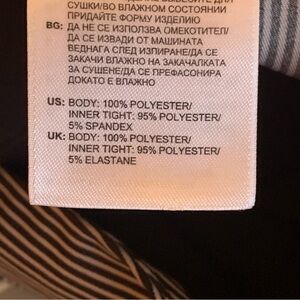 СУШКИ/ВО ВЛАЖНОМ СОСТОЯНИИ
ПРИДАЙТЕ ФОРМУ ИЗДЕЛИЮ
BG: ДА НЕ СЕ ИЗПОЛЗВА ОМЕКОТИТЕЛ/
ДА СЕ ИЗВАДИ ОТ МАШИНАТА
ВЕДНАГА СЛЕД ИЗПИРАНЕ/ДА СЕ
ЗАКАЧИ ВЛАЖНО НА ЗАКАЧАЛКАТА
ЗА СУШЕНЕ/ДА СЕ ПРЕФАСОНИРА
ДОКАТО Е ВЛАЖНО
US: BODY: 100% POLYESTER/
INNER TIGHT: 95% POLYESTER/
5% SPANDEX
UK: BODY: 100% POLYESTER/
INNER TIGHT: 95% POLYESTER/
5% ELASTANE